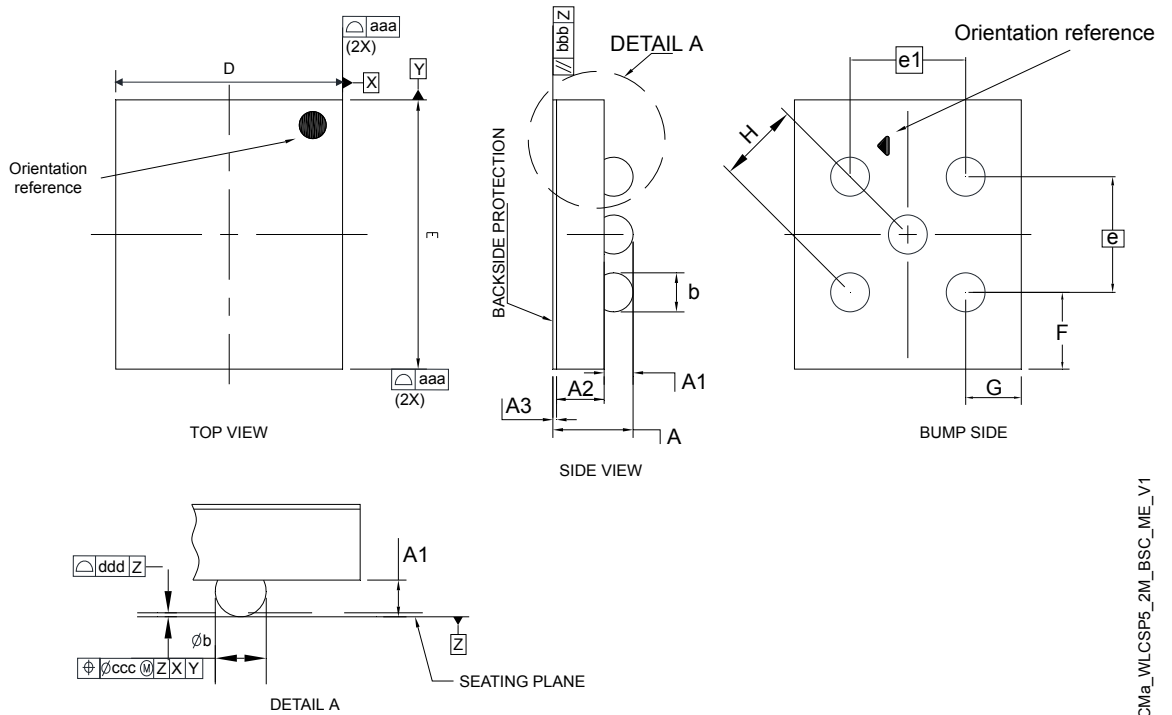 ⌓ aaa
(2X)
D
X
Y
Orientation
reference
E
⌓ aaa
(2X)
TOP VIEW
// bbb Z
DETAIL A
BACKSIDE PROTECTION
b
A1
A2
A3
A
SIDE VIEW
Orientation reference
e1
H
e
F
G
BUMP SIDE
⌓ ddd Z
A1
Øb
Z
⌖ Øccc Ⓜ Z X Y
SEATING PLANE
DETAIL A
CMa_WLCSP5_2M_BSC_ME_V1